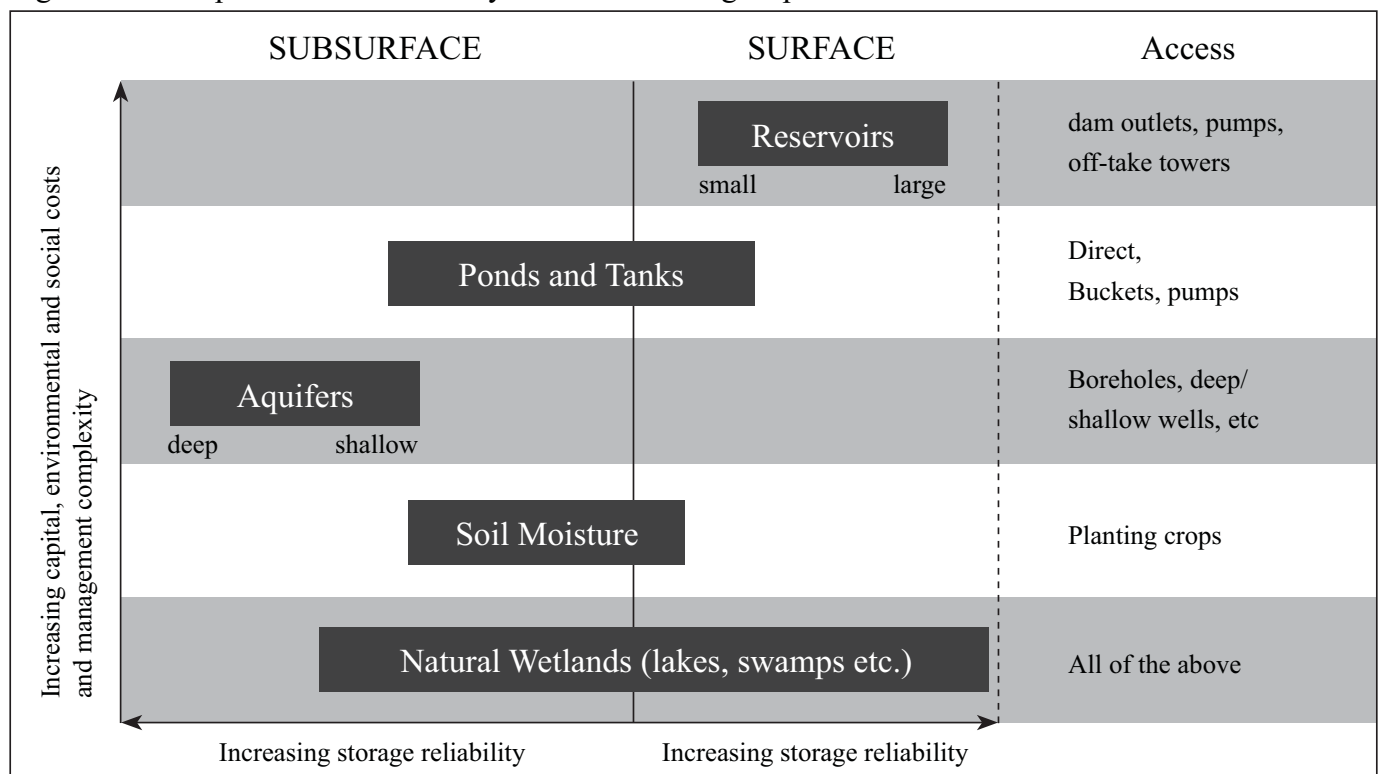 SUBSURFACE SURFACE Access
Reservoirs
small large
dam outlets, pumps,
off-take towers
Ponds and Tanks
Direct,
Buckets, pumps
Aquifers
deep shallow
Boreholes, deep/
shallow wells, etc
Soil Moisture
Planting crops
Natural Wetlands (lakes, swamps etc.)
All of the above
Increasing storage reliability Increasing storage reliability
Increasing capital, environmental and social costs
and management complexity